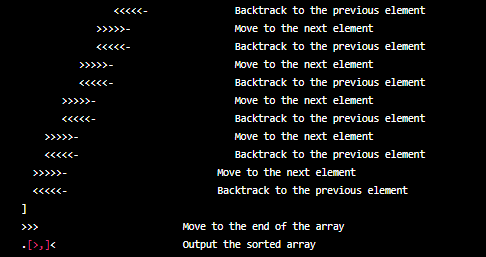 <<<<<- Backtrack to the previous element
>>>>>- Move to the next element
<<<<<- Backtrack to the previous element
>>>>>- Move to the next element
<<<<<- Backtrack to the previous element
>>>>>- Move to the next element
<<<<<- Backtrack to the previous element
>>>>>- Move to the next element
<<<<<- Backtrack to the previous element
>>>>>- Move to the next element
<<<<<- Backtrack to the previous element
]
>>> Move to the end of the array
.[>,]< Output the sorted array